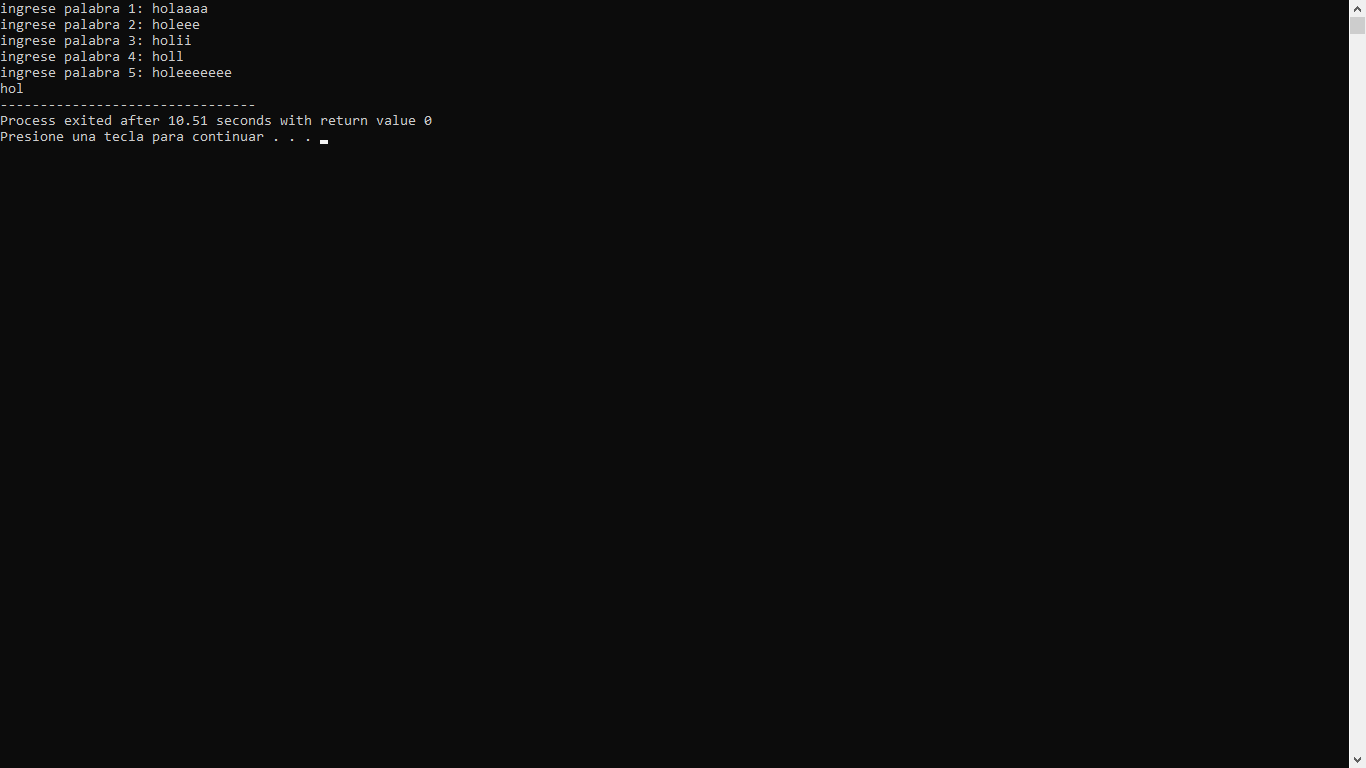 ingrese palabra 1: holaaaa
ingrese palabra 2: holeee
ingrese palabra 3: holii
ingrese palabra 4: holl
ingrese palabra 5: holeeeeeee
hol
--------------------------------
Process exited after 10.51 seconds with return value 0
Presione una tecla para continuar . . .